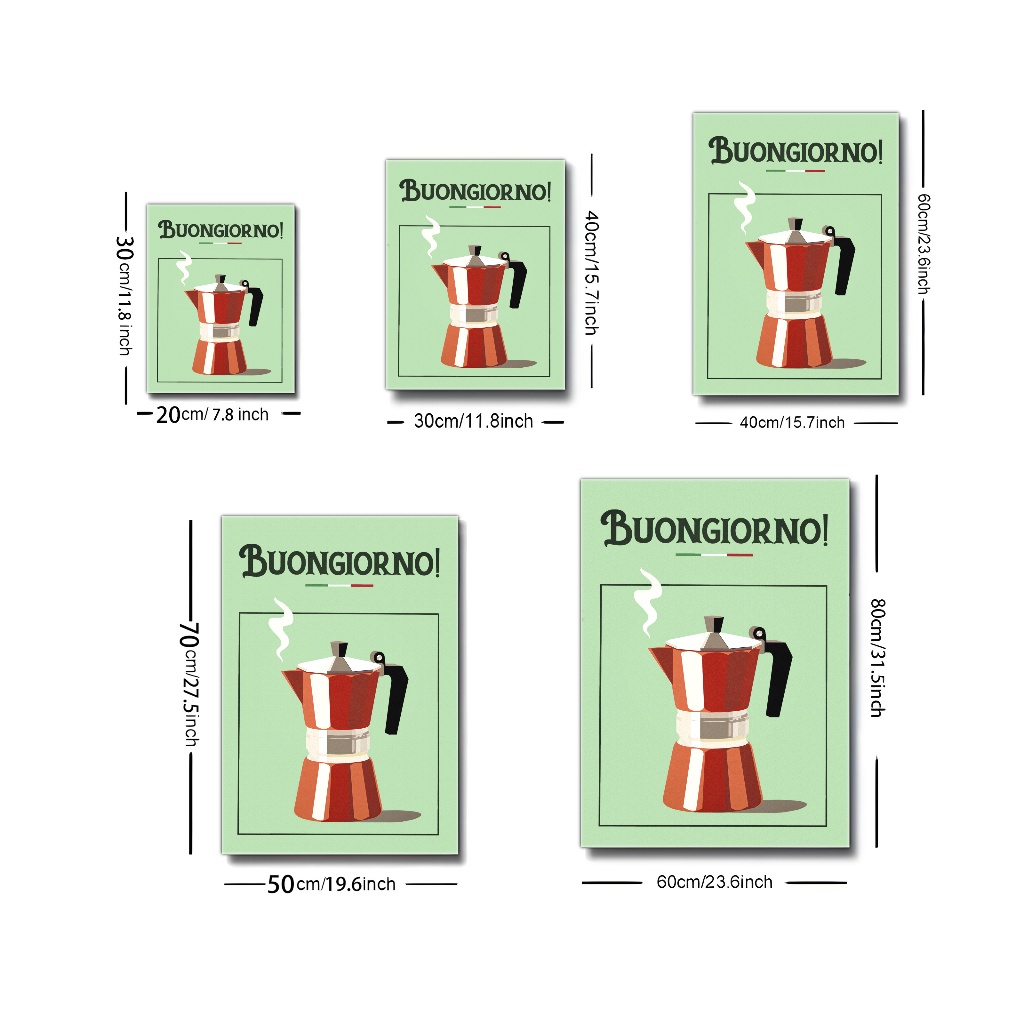 BUONGIORNO!
30cm/11.8 inch
20cm/ 7.8 inch
BUONGIORNO!
40cm/15.7inch
30cm/11.8inch
BUONGIORNO!
60cm/23.6inch
40cm/15.7inch
BUONGIORNO!
70cm/27.5inch
50cm/19.6inch
BUONGIORNO!
80cm/31.5inch
60cm/23.6inch